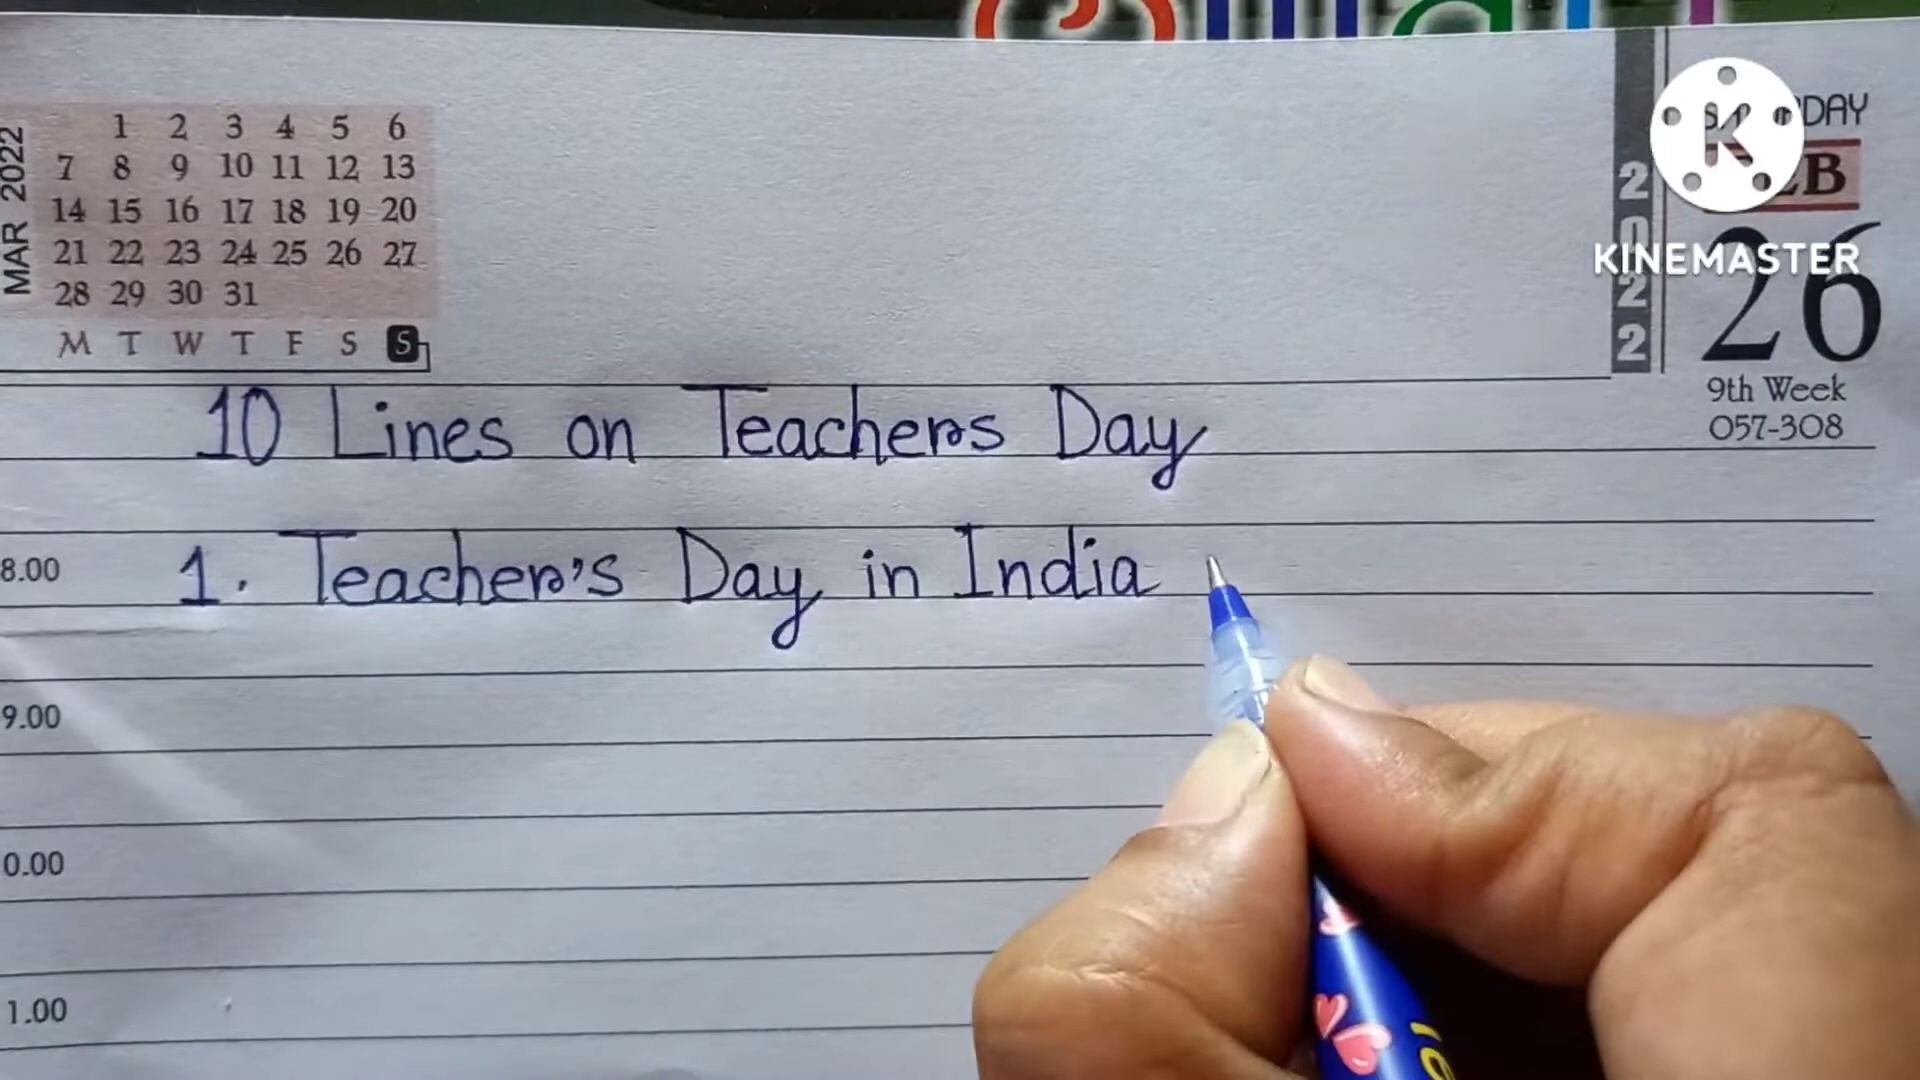 MAR 2022
1 2 3 4 5 6
7 8 9 10 11 12 13
14 15 16 17 18 19 20
21 22 23 24 25 26 27
28 29 30 31
M T W T F S S
2022
26
9th Week
057-308
KINEMASTER
10 Lines on Teachers Day
8.00
1. Teacher's Day in India
9.00
0.00
1.00